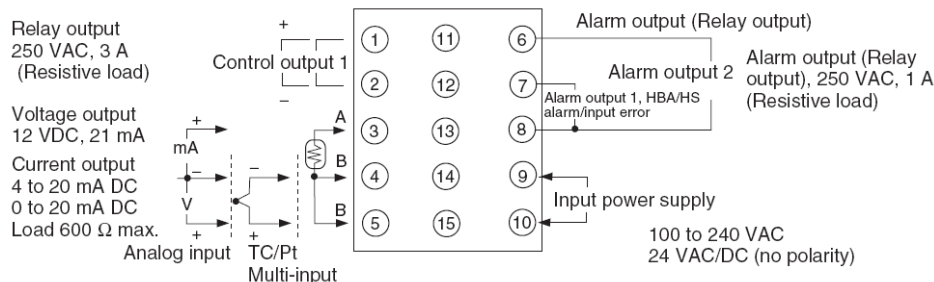 Relay output
250 VAC, 3 A
(Resistive load)
Voltage output
12 VDC, 21 mA
Current output
4 to 20 mA DC
0 to 20 mA DC
Load 600 Ω max.
+
Control output 1
−
+
mA
−
V
+
Analog input
−
+
TC/Pt
Multi-input
A
B
B
1
11
6
2
12
7
3
13
8
4
14
9
5
15
10
Alarm output (Relay output)
Alarm output 2
Alarm output 1, HBA/HS
alarm/input error
Alarm output (Relay
output), 250 VAC, 1 A
(Resistive load)
Input power supply
100 to 240 VAC
24 VAC/DC (no polarity)